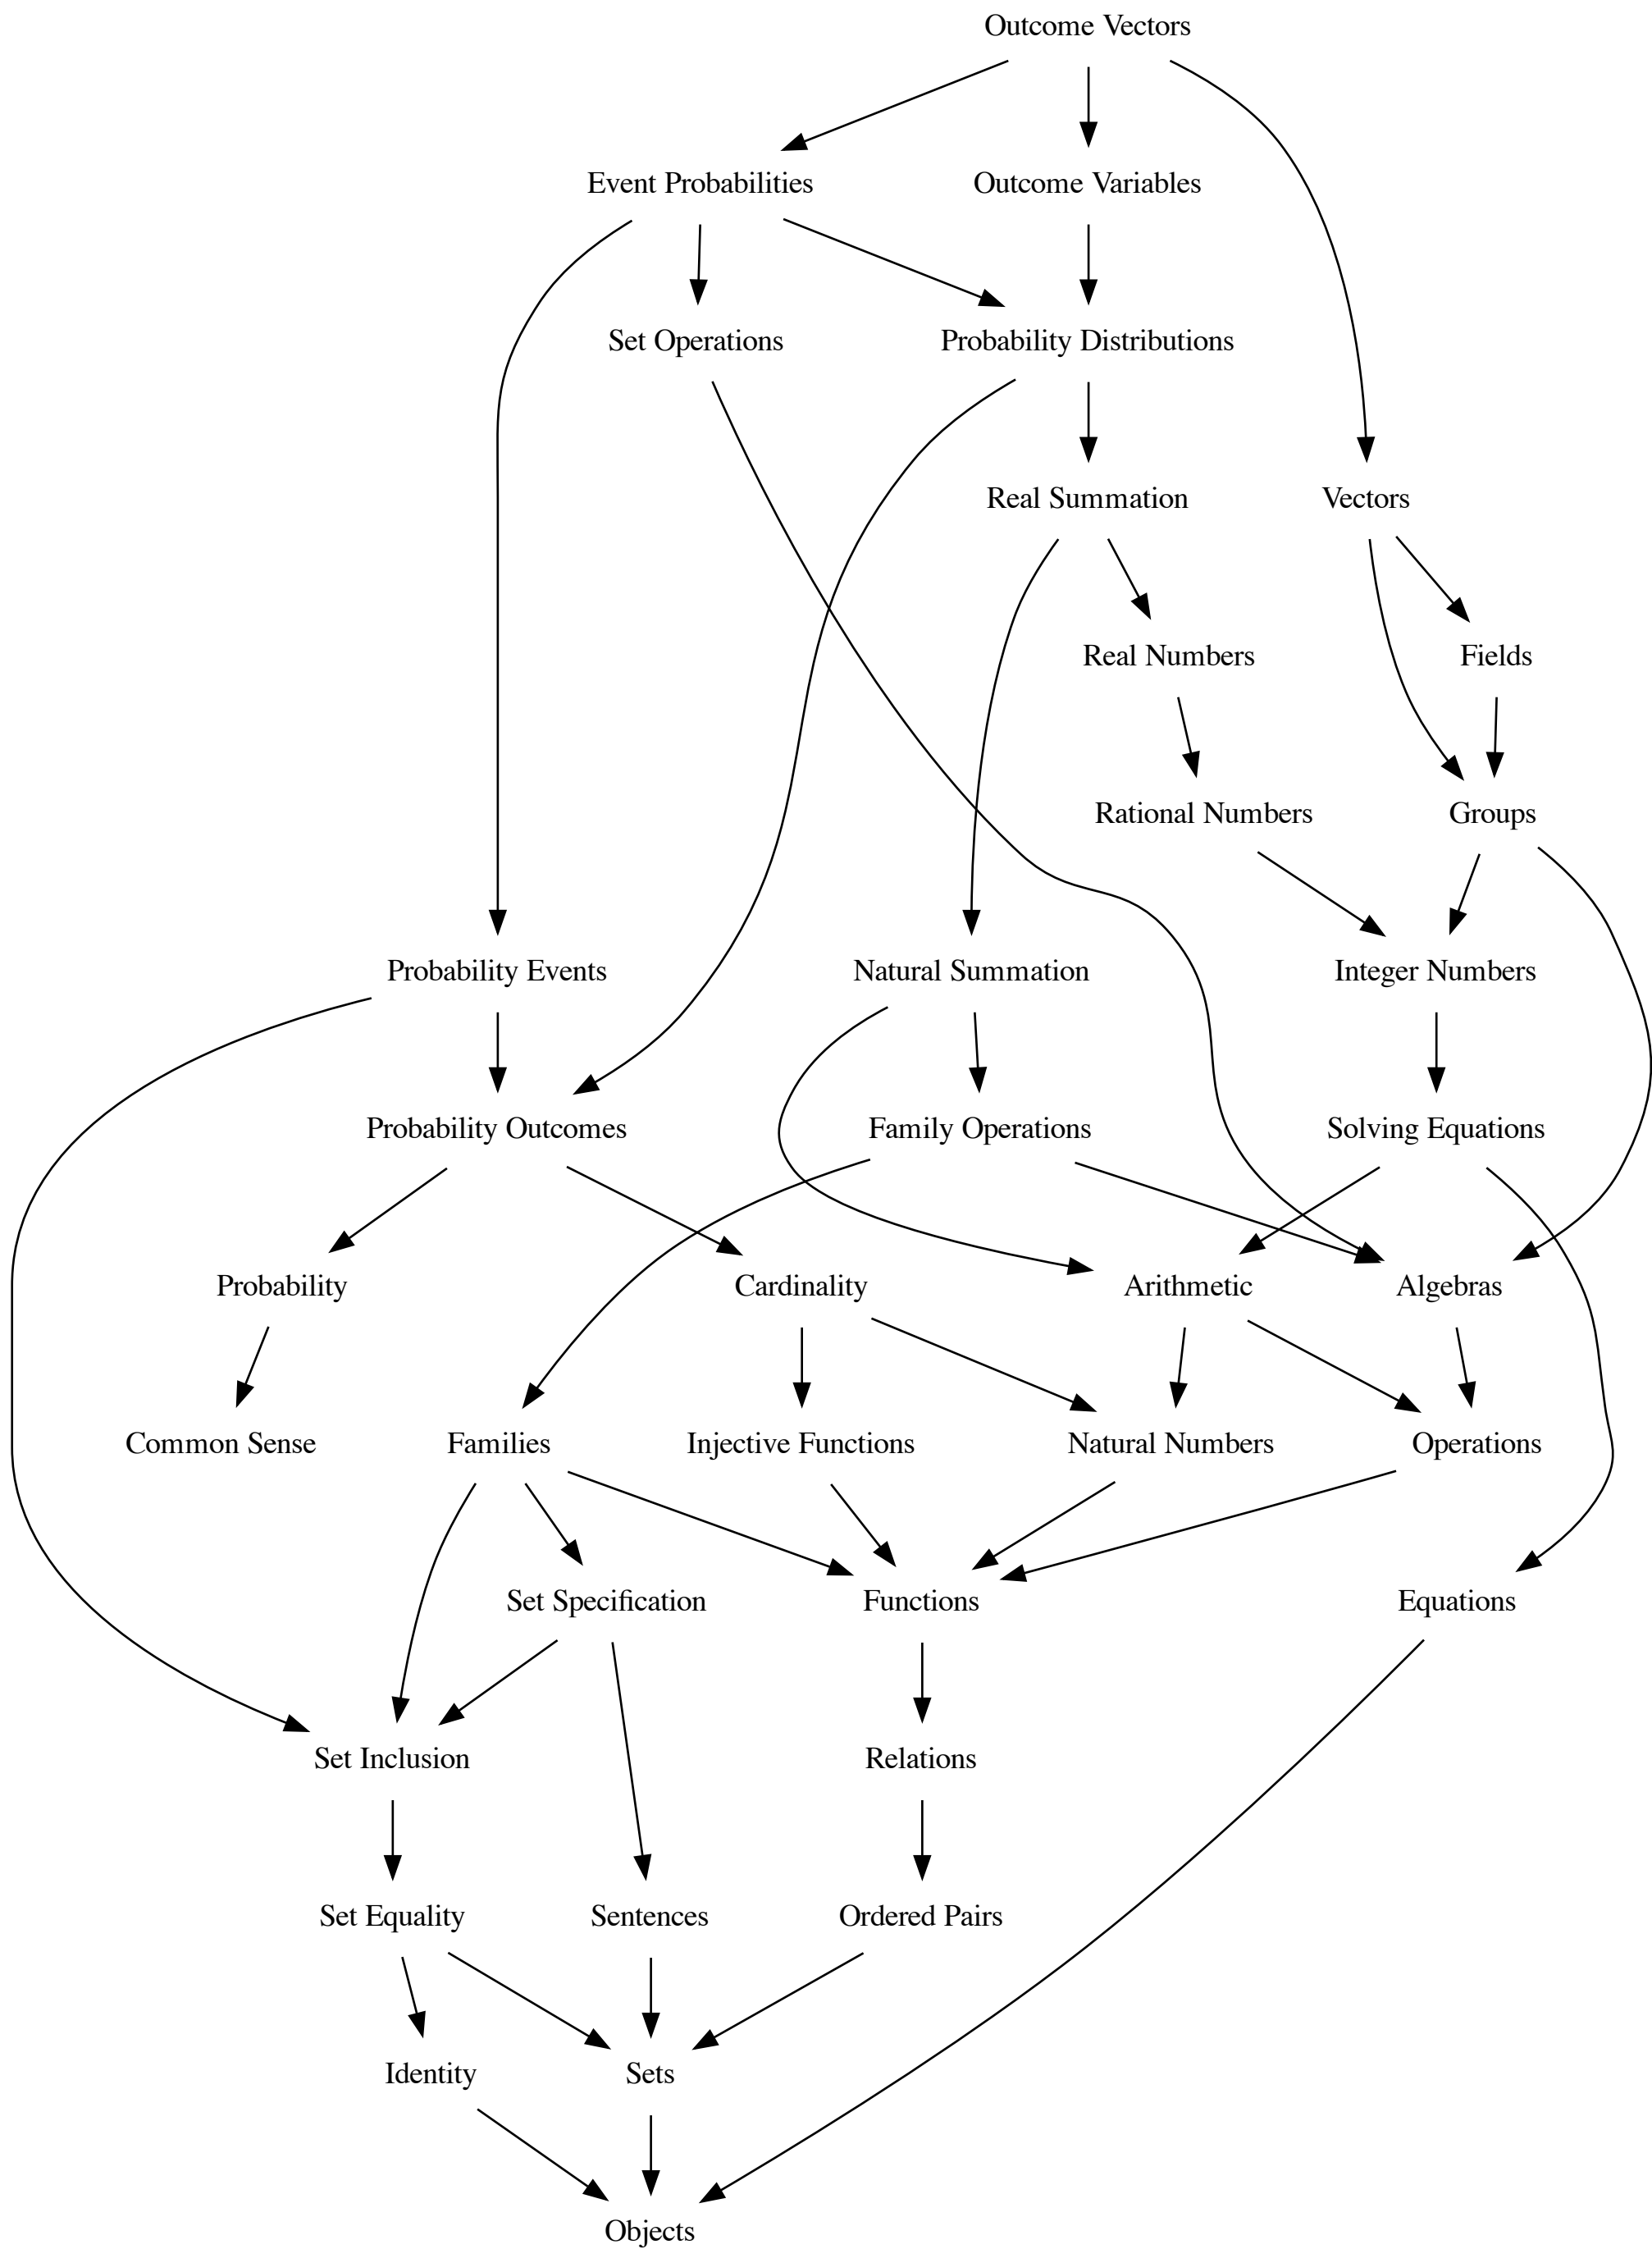 Outcome Vectors
Event Probabilities
Outcome Variables
Set Operations
Probability Distributions
Real Summation
Vectors
Real Numbers
Fields
Rational Numbers
Groups
Probability Events
Natural Summation
Integer Numbers
Probability Outcomes
Family Operations
Solving Equations
Probability
Cardinality
Arithmetic
Algebras
Common Sense
Families
Injective Functions
Natural Numbers
Operations
Set Specification
Functions
Equations
Set Inclusion
Relations
Set Equality
Sentences
Ordered Pairs
Identity
Sets
Objects